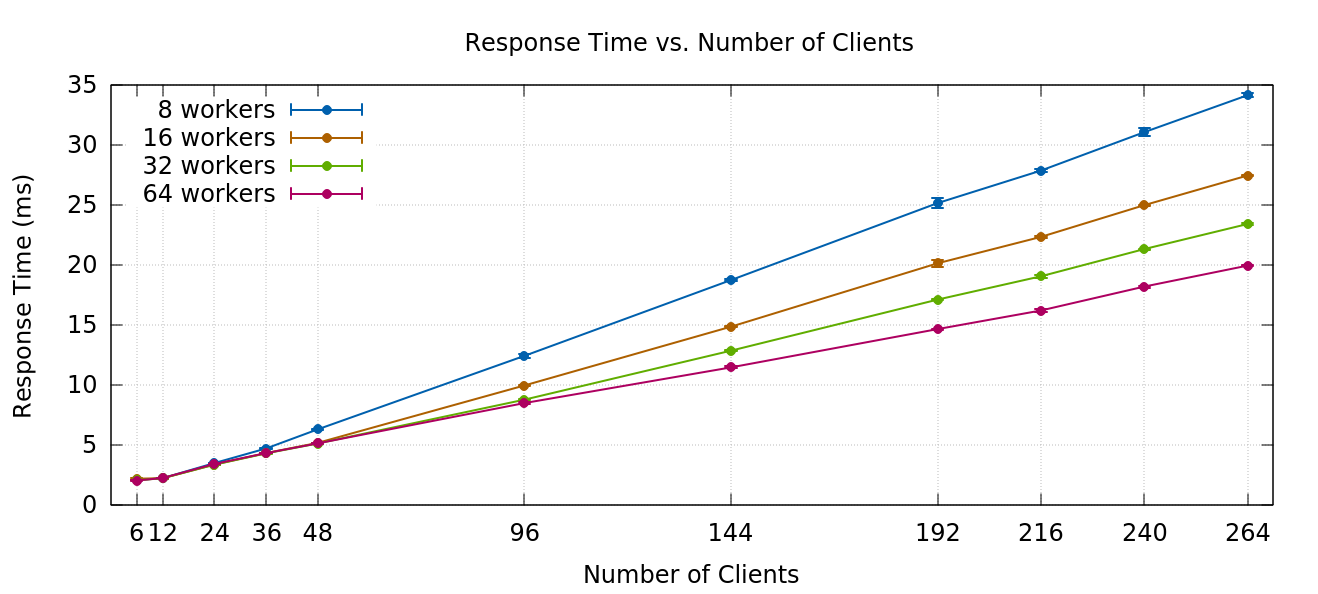 Response Time vs. Number of Clients
35
30
25
20
15
10
5
0
Response Time (ms)
8 workers
16 workers
32 workers
64 workers
6 12 24 36 48 96 144 192 216 240 264
Number of Clients